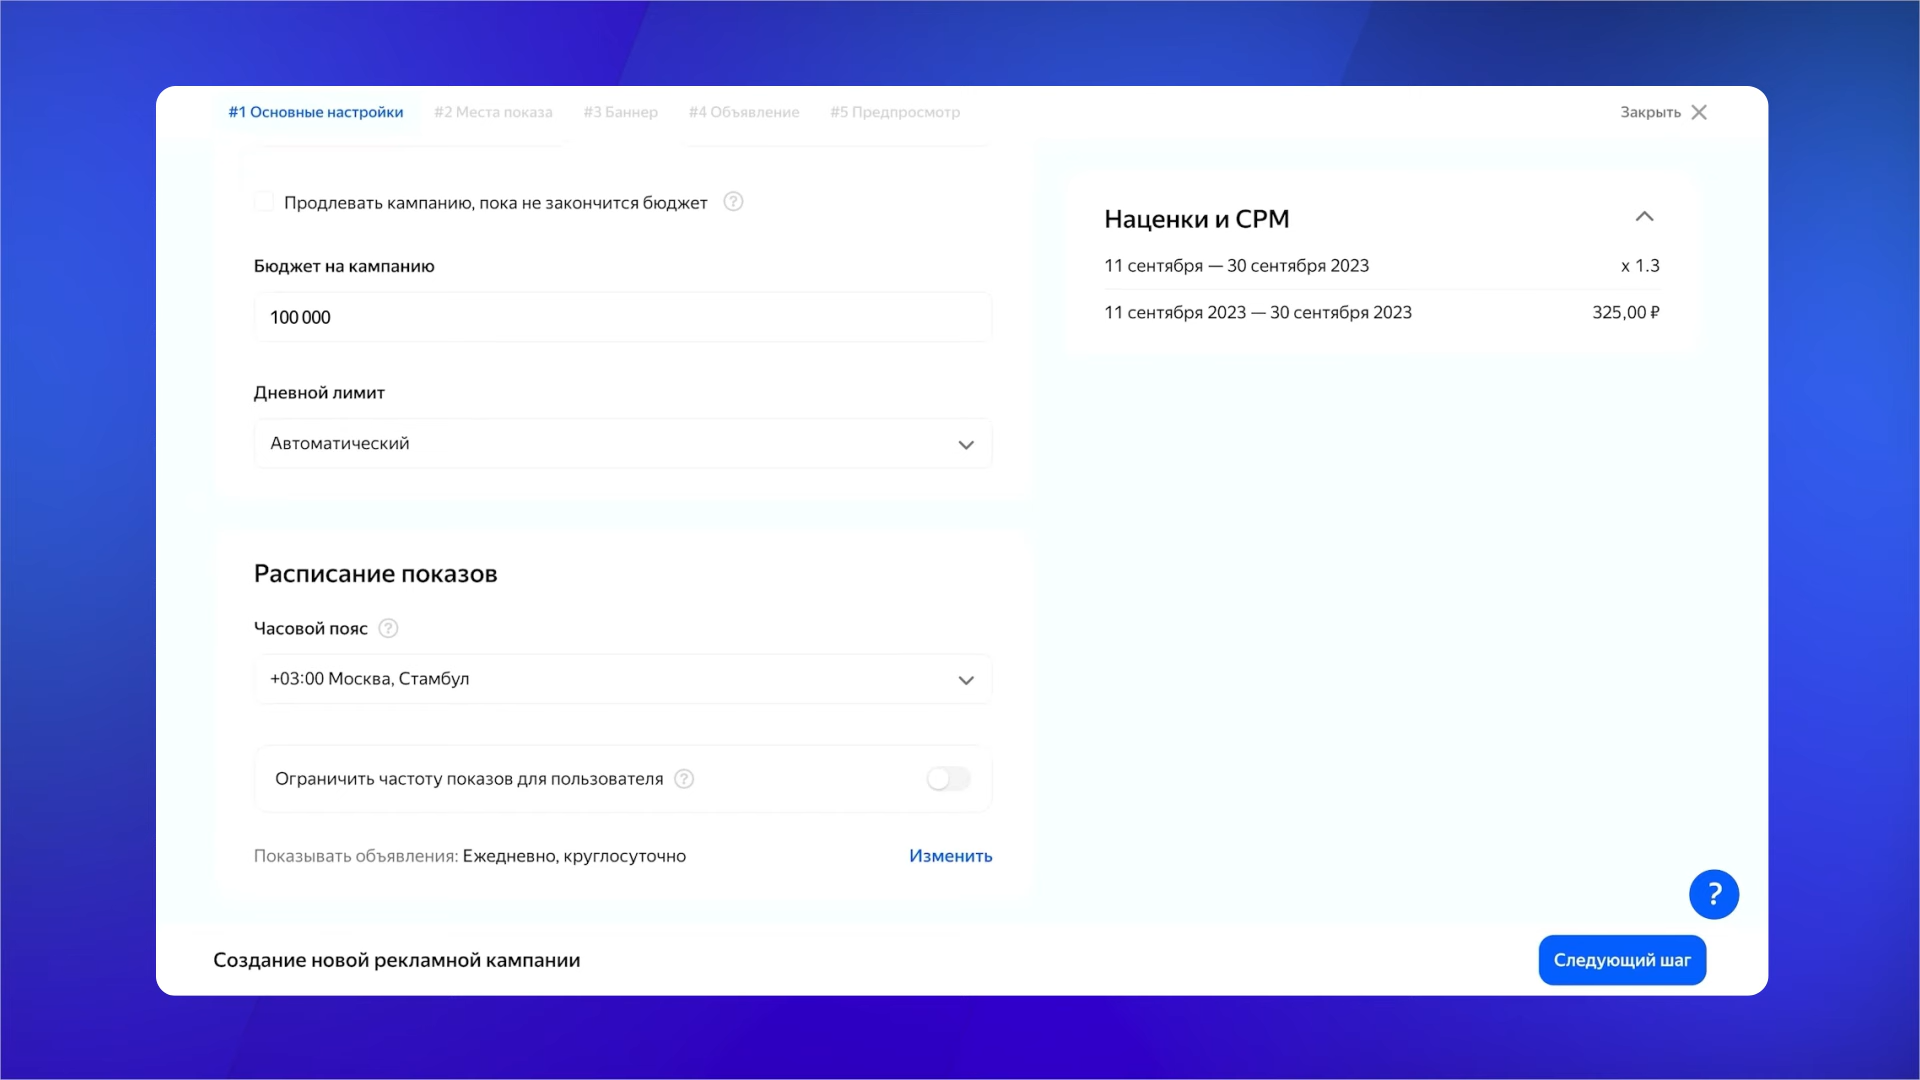 #1 Основные настройки #2 Места показа #3 Баннер #4 Объявление #5 Предпросмотр Закрыть
Продлевать кампанию, пока не закончится бюджет ?
Бюджет на кампанию
100 000
Дневной лимит
Автоматический
Расписание показов
Часовой пояс ?
+03:00 Москва, Стамбул
Ограничить частоту показов для пользователя ?
Показывать объявления: Ежедневно, круглосуточно Изменить
Наценки и CPM
11 сентября — 30 сентября 2023 x 1.3
11 сентября 2023 — 30 сентября 2023 325,00 ₽
?
Создание новой рекламной кампании Следующий шаг